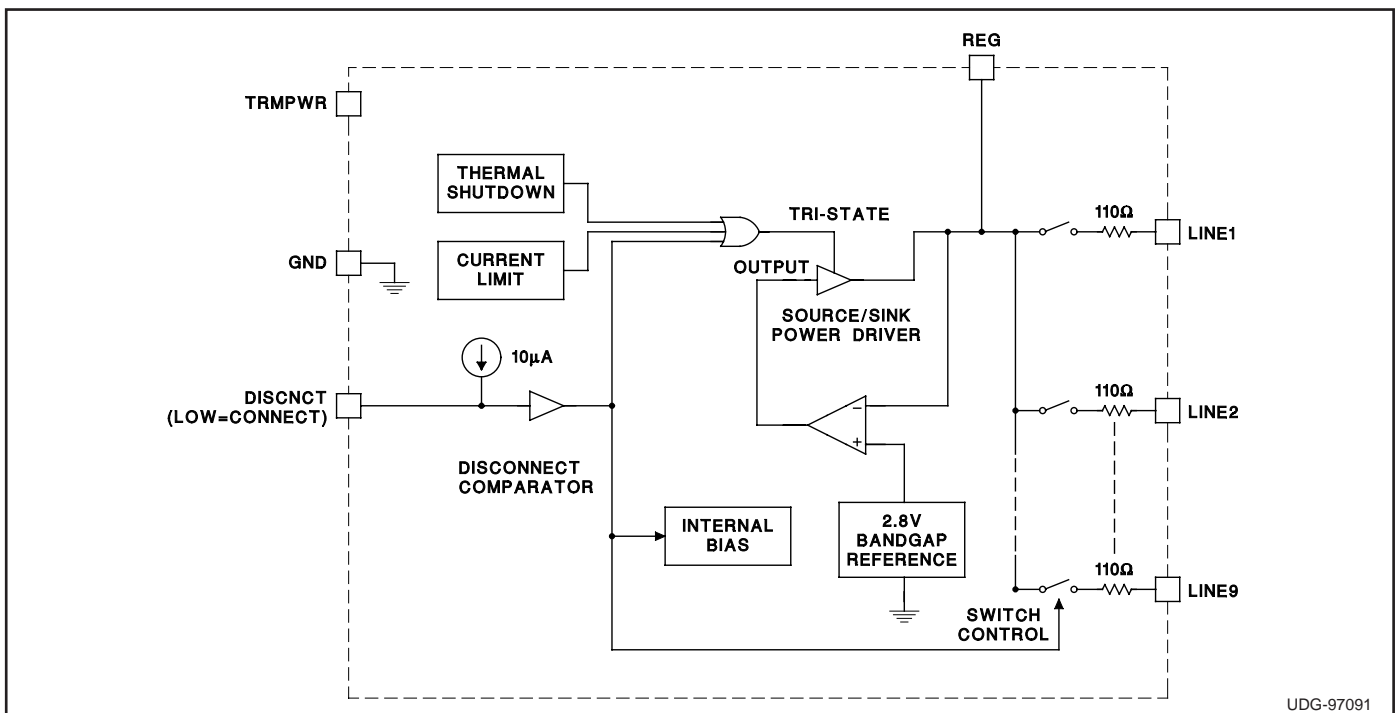 REG
TRMPWR
THERMAL
SHUTDOWN
TRI-STATE
110Ω
LINE1
GND
CURRENT
LIMIT
OUTPUT
SOURCE/SINK
POWER DRIVER
10µA
DISCNCT
(LOW=CONNECT)
110Ω
LINE2
−
+
DISCONNECT
COMPARATOR
INTERNAL
BIAS
2.8V
BANDGAP
REFERENCE
110Ω
LINE9
SWITCH
CONTROL
UDG-97091